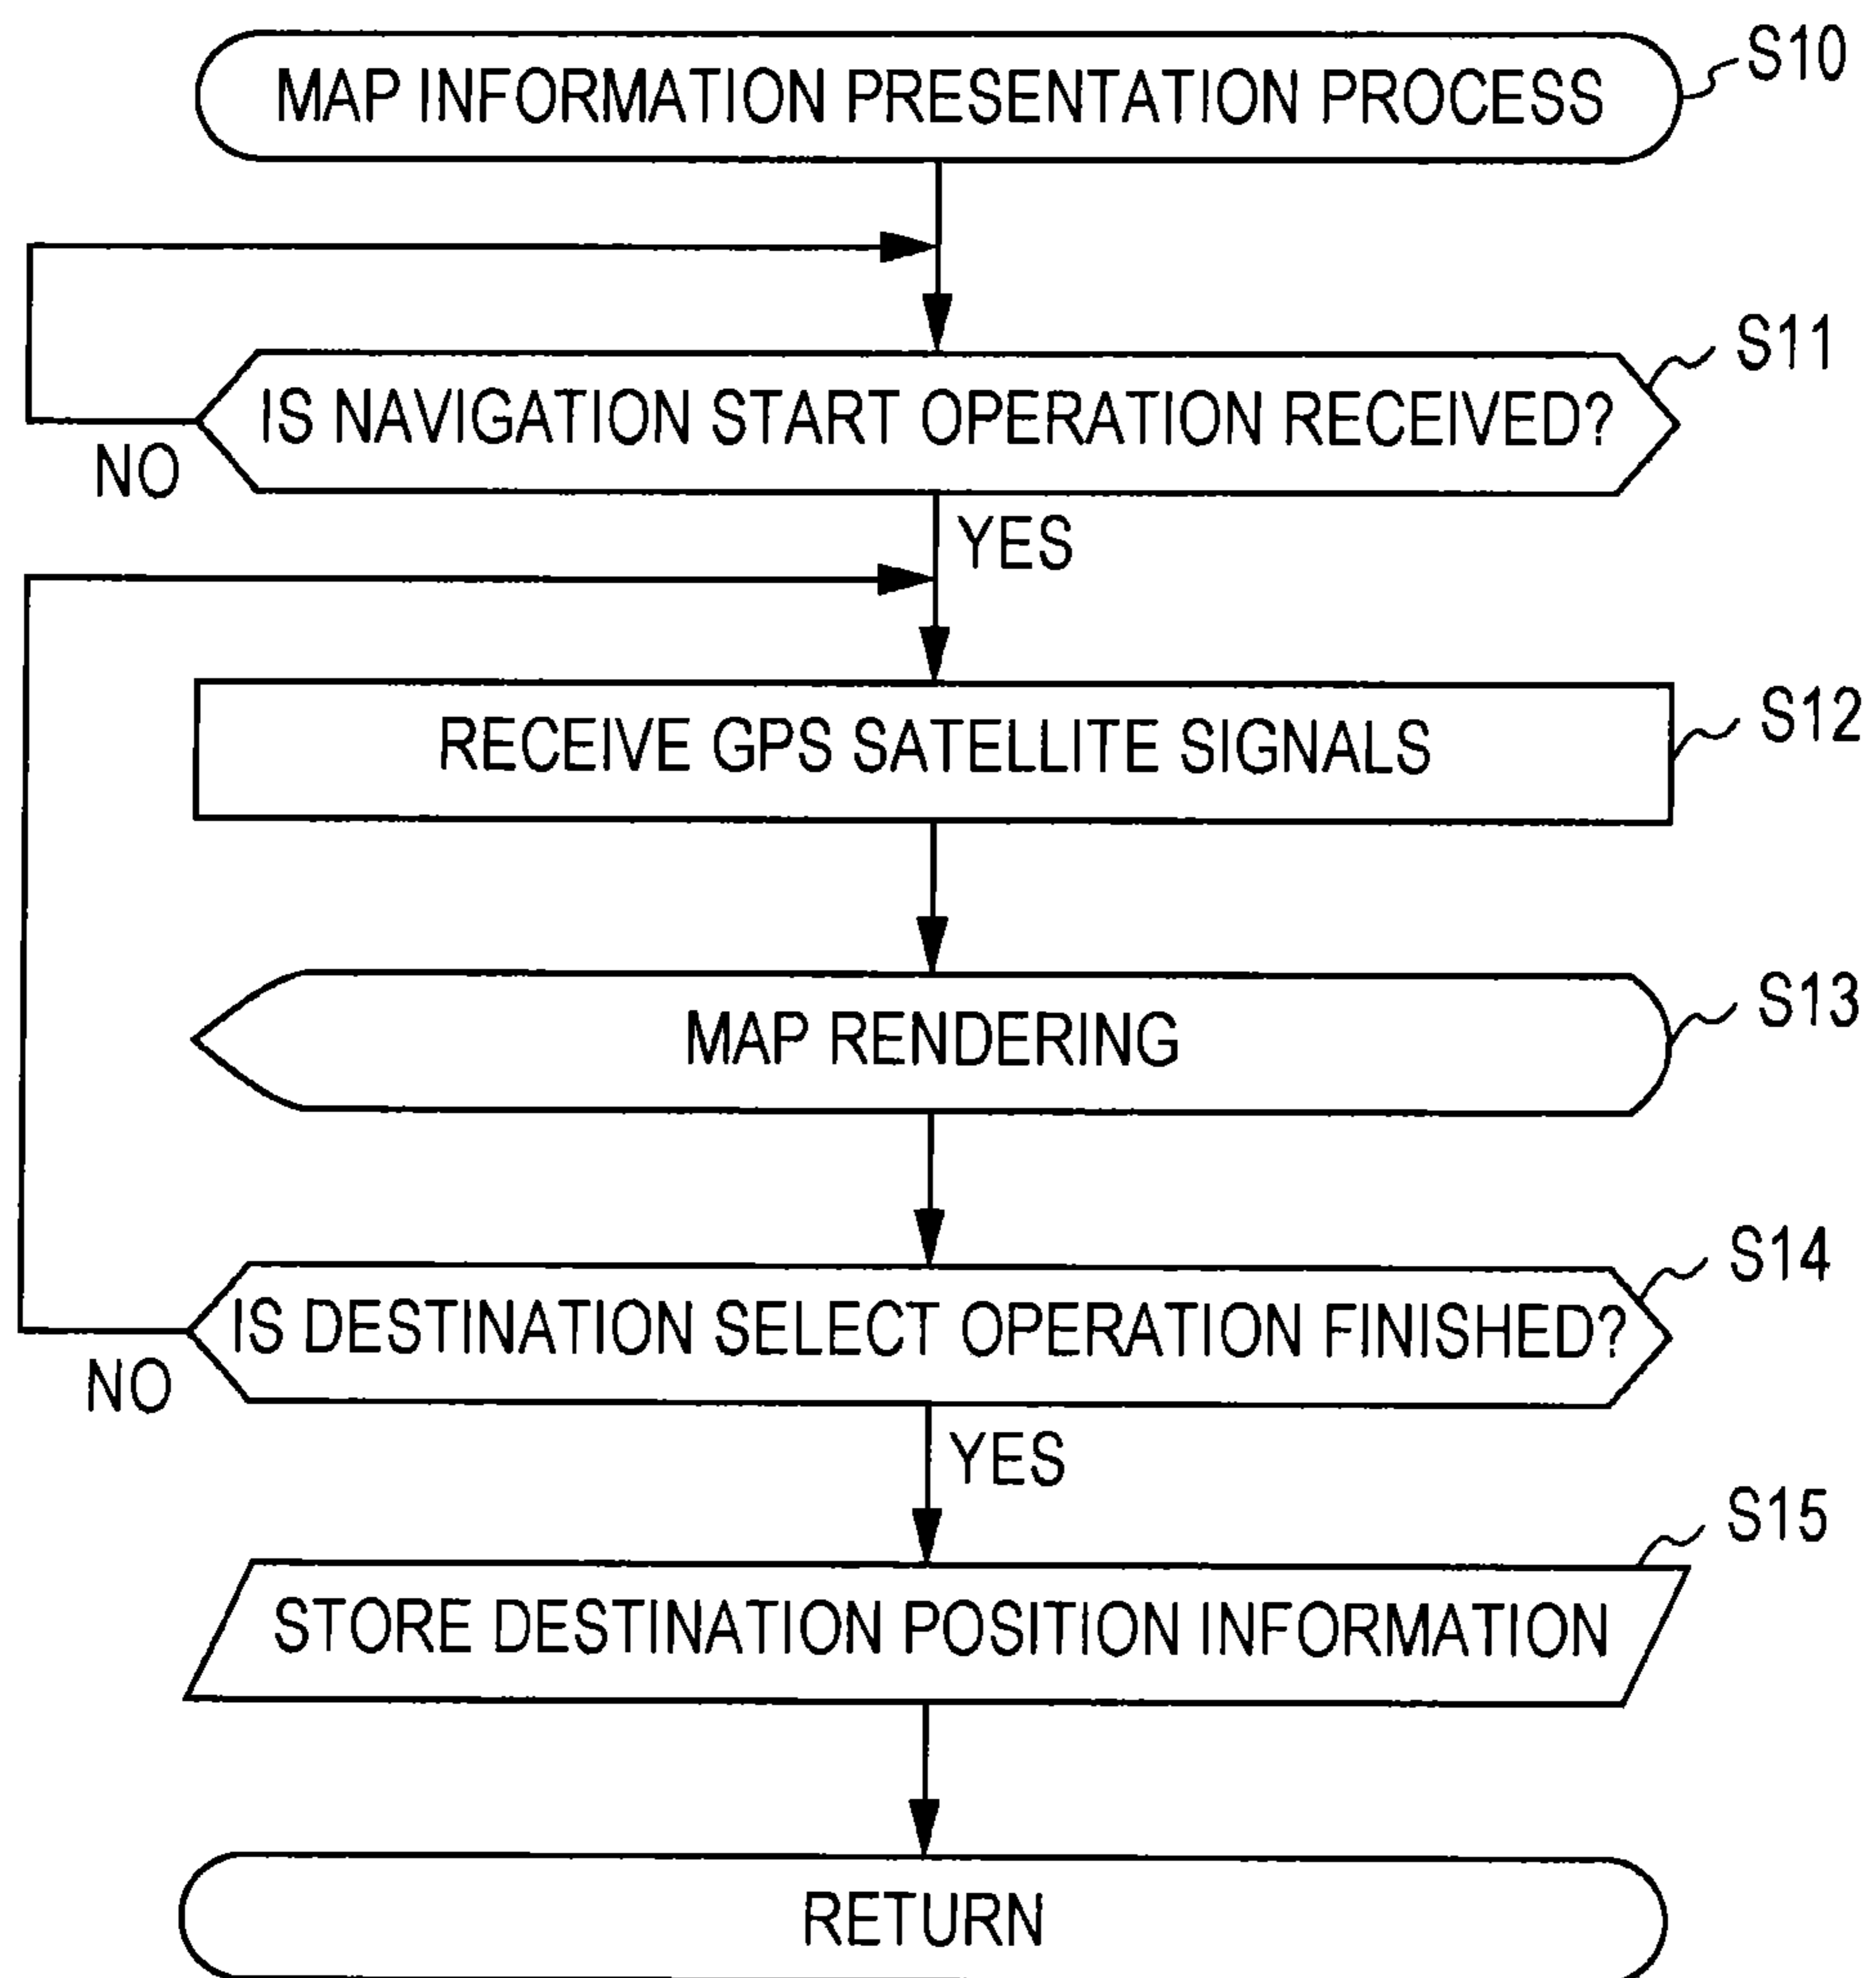 MAP INFORMATION PRESENTATION PROCESS
S10
IS NAVIGATION START OPERATION RECEIVED?
S11
NO
YES
RECEIVE GPS SATELLITE SIGNALS
S12
MAP RENDERING
S13
IS DESTINATION SELECT OPERATION FINISHED?
S14
NO
YES
STORE DESTINATION POSITION INFORMATION
S15
RETURN